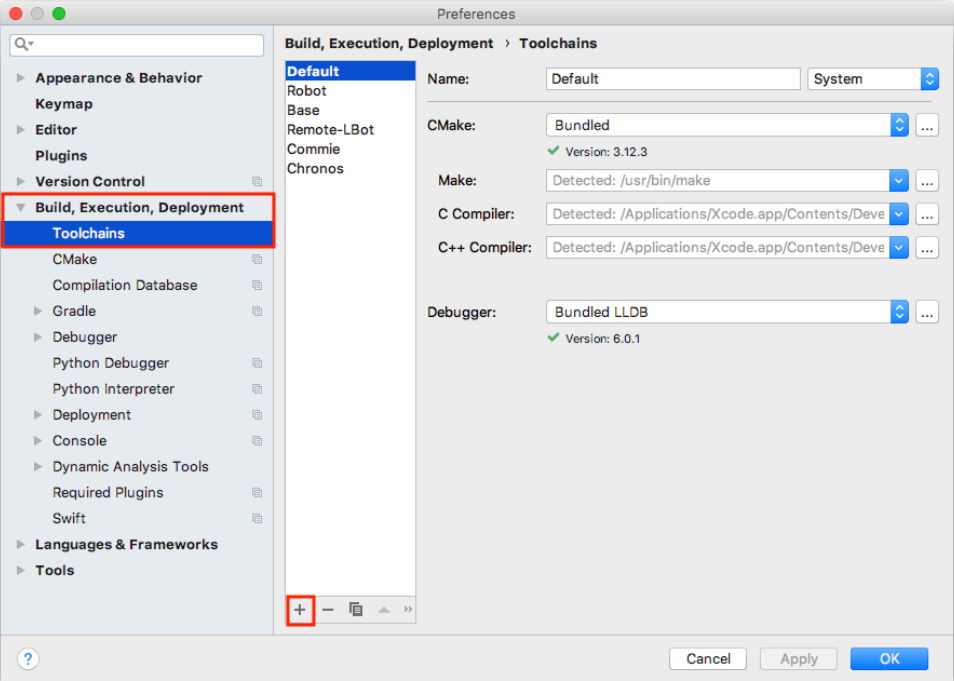 Preferences
Build, Execution, Deployment › Toolchains
Appearance & Behavior
Keymap
Editor
Plugins
Version Control
Build, Execution, Deployment
Toolchains
CMake
Compilation Database
Gradle
Debugger
Python Debugger
Python Interpreter
Deployment
Console
Dynamic Analysis Tools
Required Plugins
Swift
Languages & Frameworks
Tools
Default
Robot
Base
Remote-LBot
Commie
Chronos
Name: Default System
CMake: Bundled ...
Version: 3.12.3
Make: Detected: /usr/bin/make ...
C Compiler: Detected: /Applications/Xcode.app/Contents/Deve ...
C++ Compiler: Detected: /Applications/Xcode.app/Contents/Deve ...
Debugger: Bundled LLDB ...
Version: 6.0.1
? Cancel Apply OK